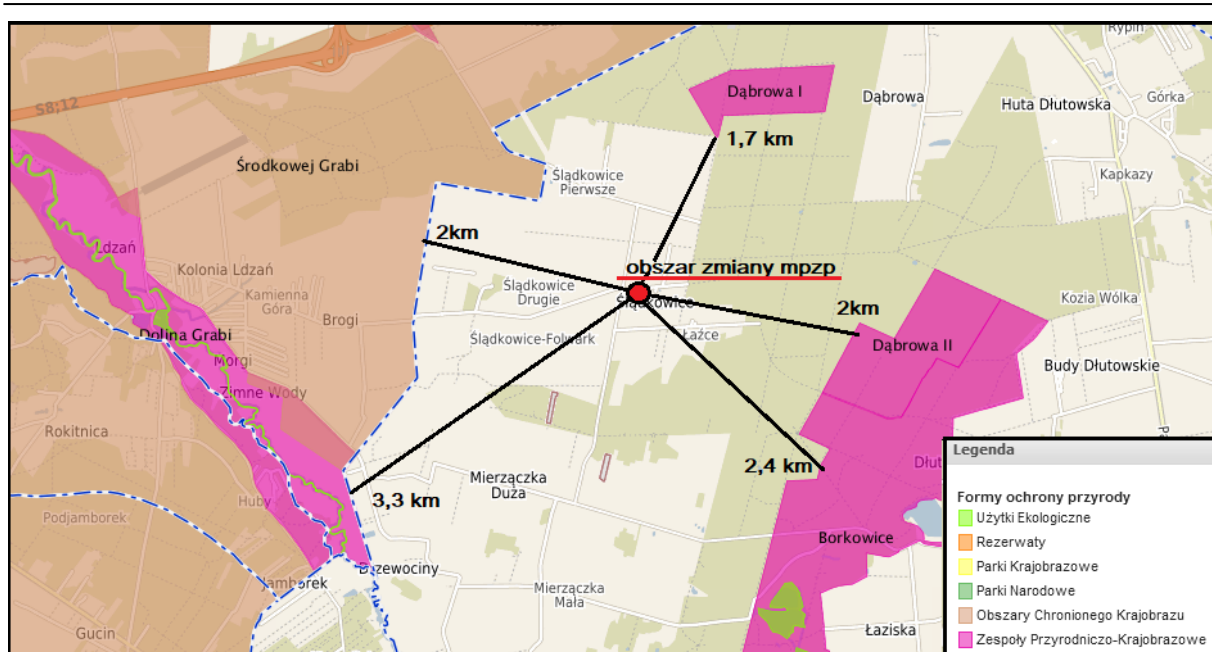 Rypin
S8;12
Dąbrowa I
Dąbrowa
Huta Dłutowska
Górka
1,7 km
Środkowej Grabi
Ślądkowice
Pierwsze
Kapkazy
2km
Ldzań
Kolonia Ldzań
obszar zmiany mpzp
Kamienna
Góra
Ślądkowice
Drugie
Ślądkowice
Kozia Wólka
2km
Brogi
Dolina Grabi
Ślądkowice-Folwark
Łaźce
Dąbrowa II
Morgi
Budy Dłutowskie
Zimne Wody
Rokitnica
Legenda
2,4 km
Mierzączka
Duża
3,3 km
Huby
Formy ochrony przyrody
Podjamborek
Użytki Ekologiczne
Borkowice
Rezerwaty
Parki Krajobrazowe
Jamborek
Mierzączka
Mała
Parki Narodowe
Obszary Chronionego Krajobrazu
Gucin
Łaziska
Zespoły Przyrodniczo-Krajobrazowe